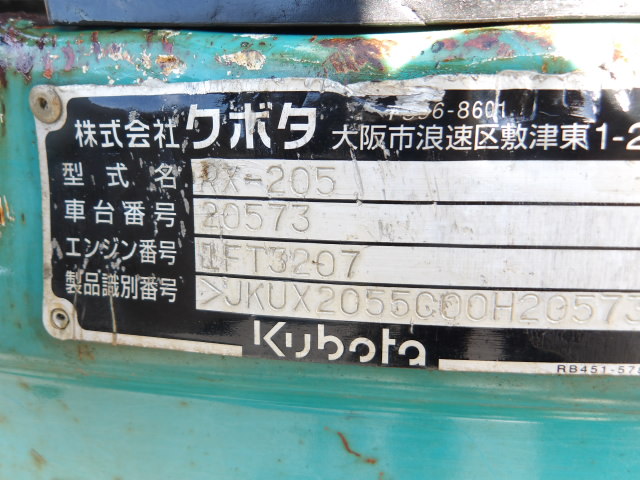 株式会社 クボタ 〒556-8601
大阪市浪速区敷津東1-2
型式名 RX-205
車台番号 20573
エンジン番号 LFT3207
製品識別番号 >JKUX2055C00H20573
Kubota
RB451-578